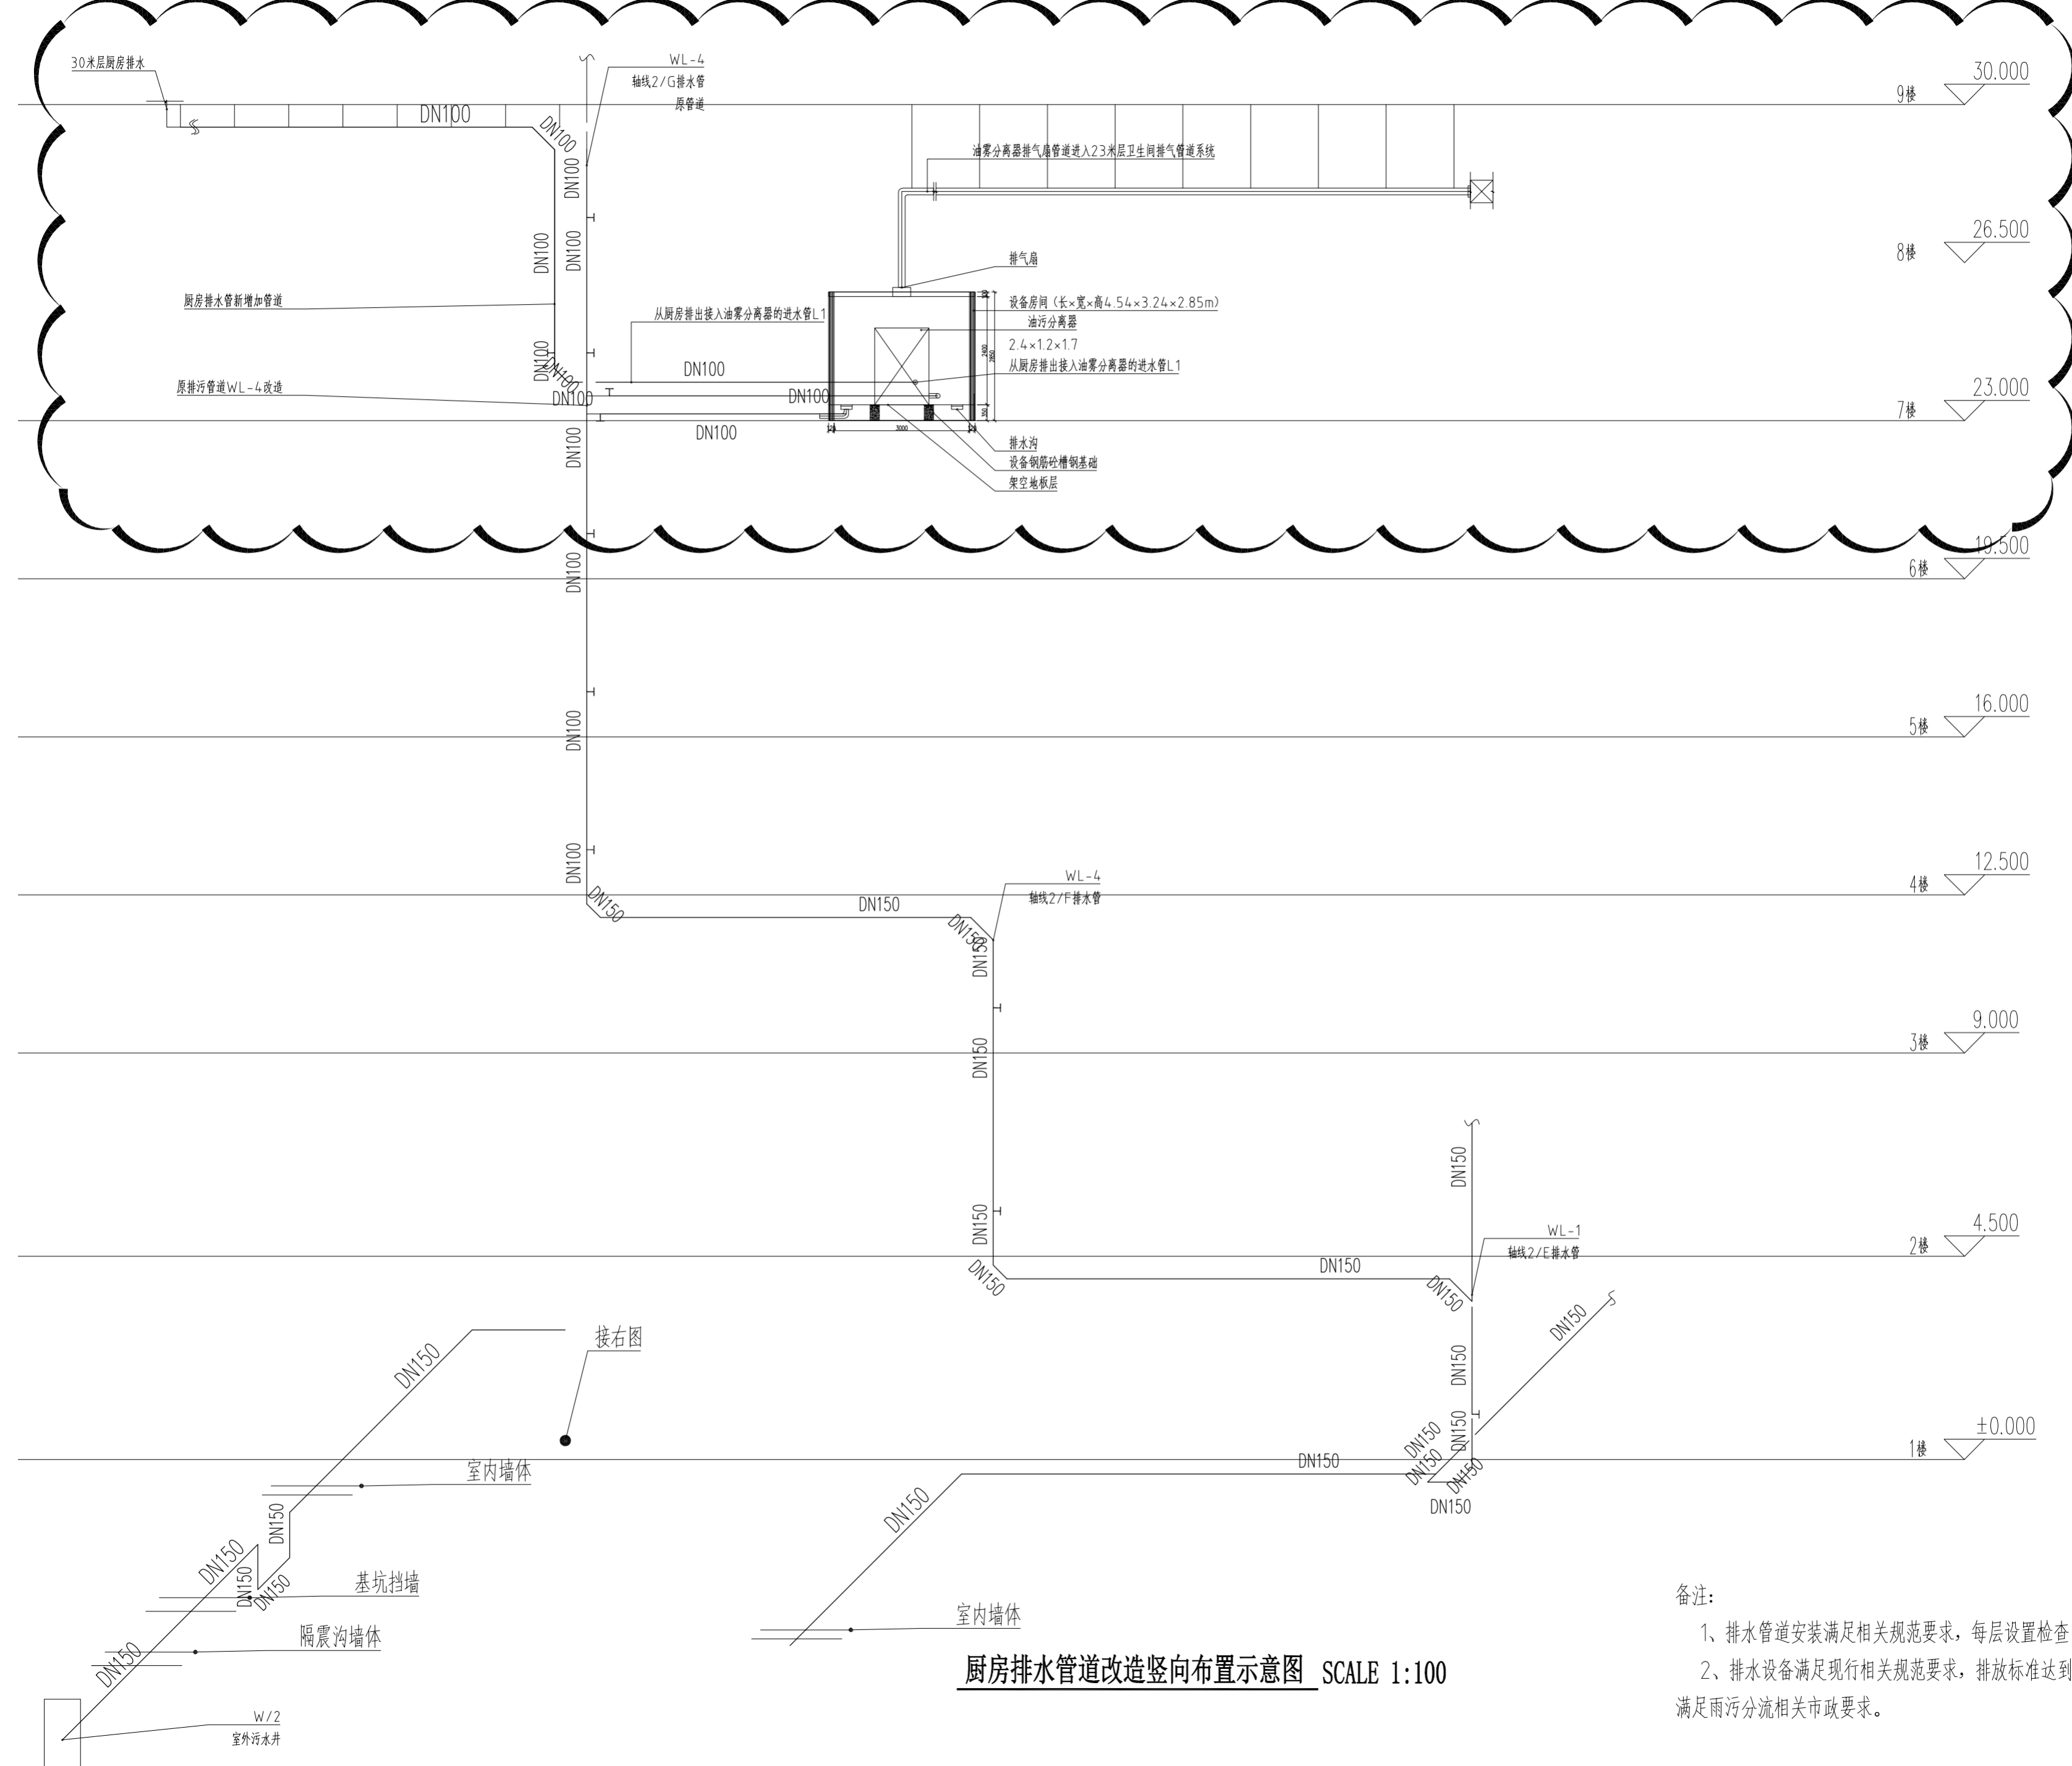 30米层厨房排水
WL-4
轴线2/G排水管
原管道
30.000
9楼
DN100
DN100
DN100
油雾分离器排气扇管道进入23米层卫生间排气管道系统
DN100
DN100
26.500
8楼
排气扇
厨房排水管新增加管道
设备房间（长×宽×高4.54×3.24×2.85m）
从厨房排出接入油雾分离器的进水管L1
油污分离器
2.4×1.2×1.7
2400
2850
从厨房排出接入油雾分离器的进水管L1
DN100
DN100
DN100
原排污管道WL-4改造
DN100
DN100
23.000
7楼
350
3000
DN100
DN100
排水沟
设备钢筋砼槽钢基础
架空地板层
19.500
6楼
DN100
16.000
5楼
DN100
DN100
12.500
4楼
WL-4
轴线2/F排水管
DN150
DN150
DN150
DN150
9.000
3楼
DN150
DN150
DN150
4.500
2楼
WL-1
轴线2/E排水管
DN150
DN150
DN150
DN150
DN150
接右图
DN150
DN150
±0.000
1楼
DN150
DN150
DN150
DN150
DN150
室内墙体
DN150
DN150
DN150
DN150
DN150
基坑挡墙
DN150
隔震沟墙体
DN150
室内墙体
W/2
室外污水井
厨房排水管道改造竖向布置示意图 SCALE 1:100
备注：
1、排水管道安装满足相关规范要求，每层设置检查
2、排水设备满足现行相关规范要求，排放标准达到
满足雨污分流相关市政要求。